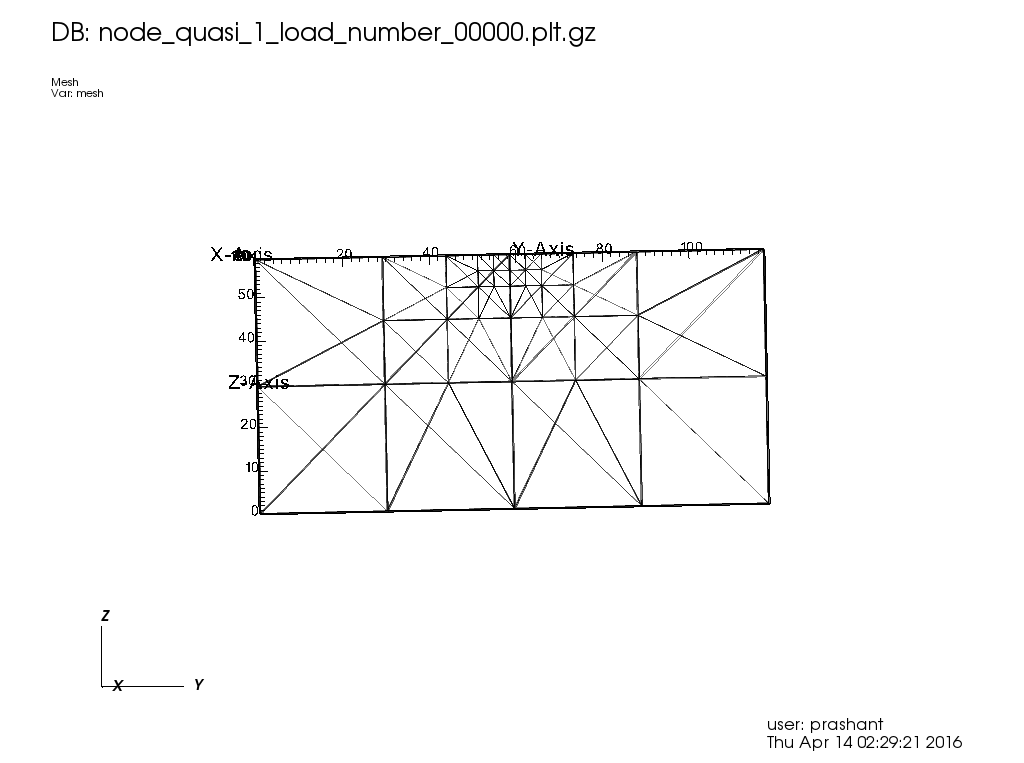 DB: node_quasi_1_load_number_00000.plt.gz
Mesh
Var: mesh
X-Axis
20
40
Y-Axis
60
80
100
50
40
30
Z-Axis
20
10
0
Z
X
Y
user: prashant
Thu Apr 14 02:29:21 2016